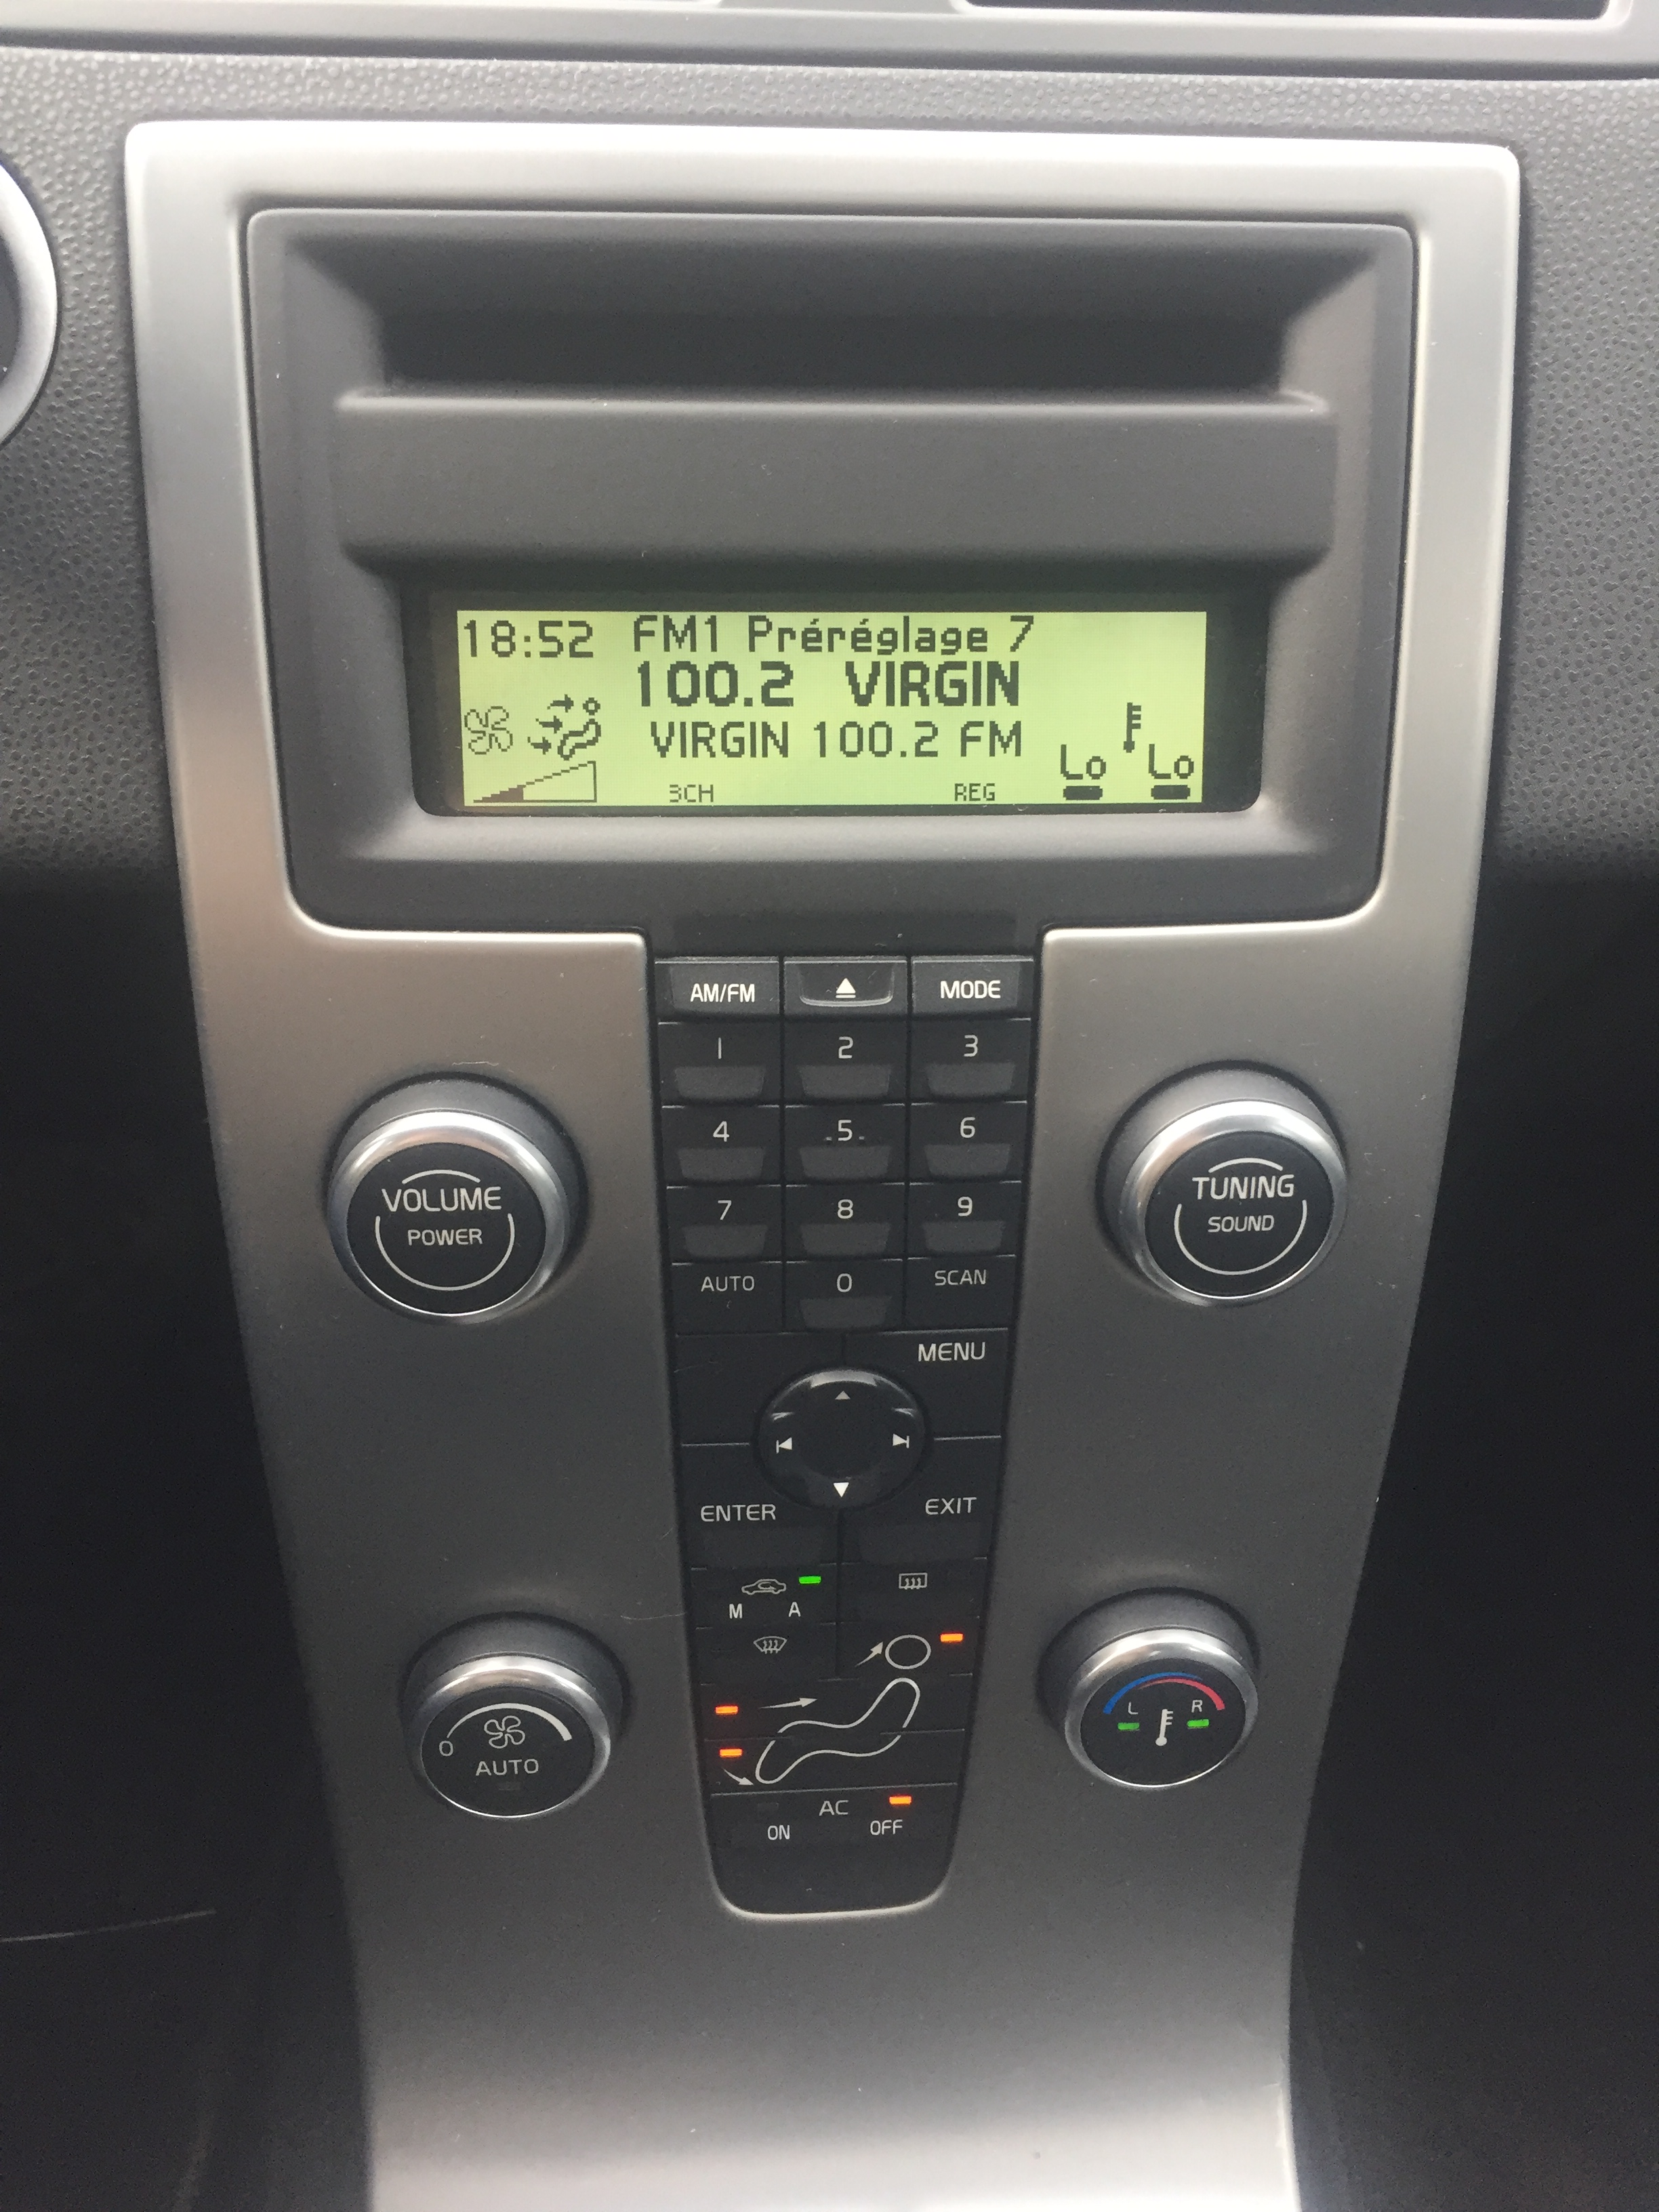 18:52 FM1 Préréglage 7
100.2 VIRGIN
VIRGIN 100.2 FM
Lo Lo
3CH REG
AM/FM MODE
1 2 3
4 5 6
7 8 9
AUTO 0 SCAN
VOLUME
POWER
TUNING
SOUND
MENU
ENTER EXIT
M A
0
AUTO
L R
AC
ON OFF